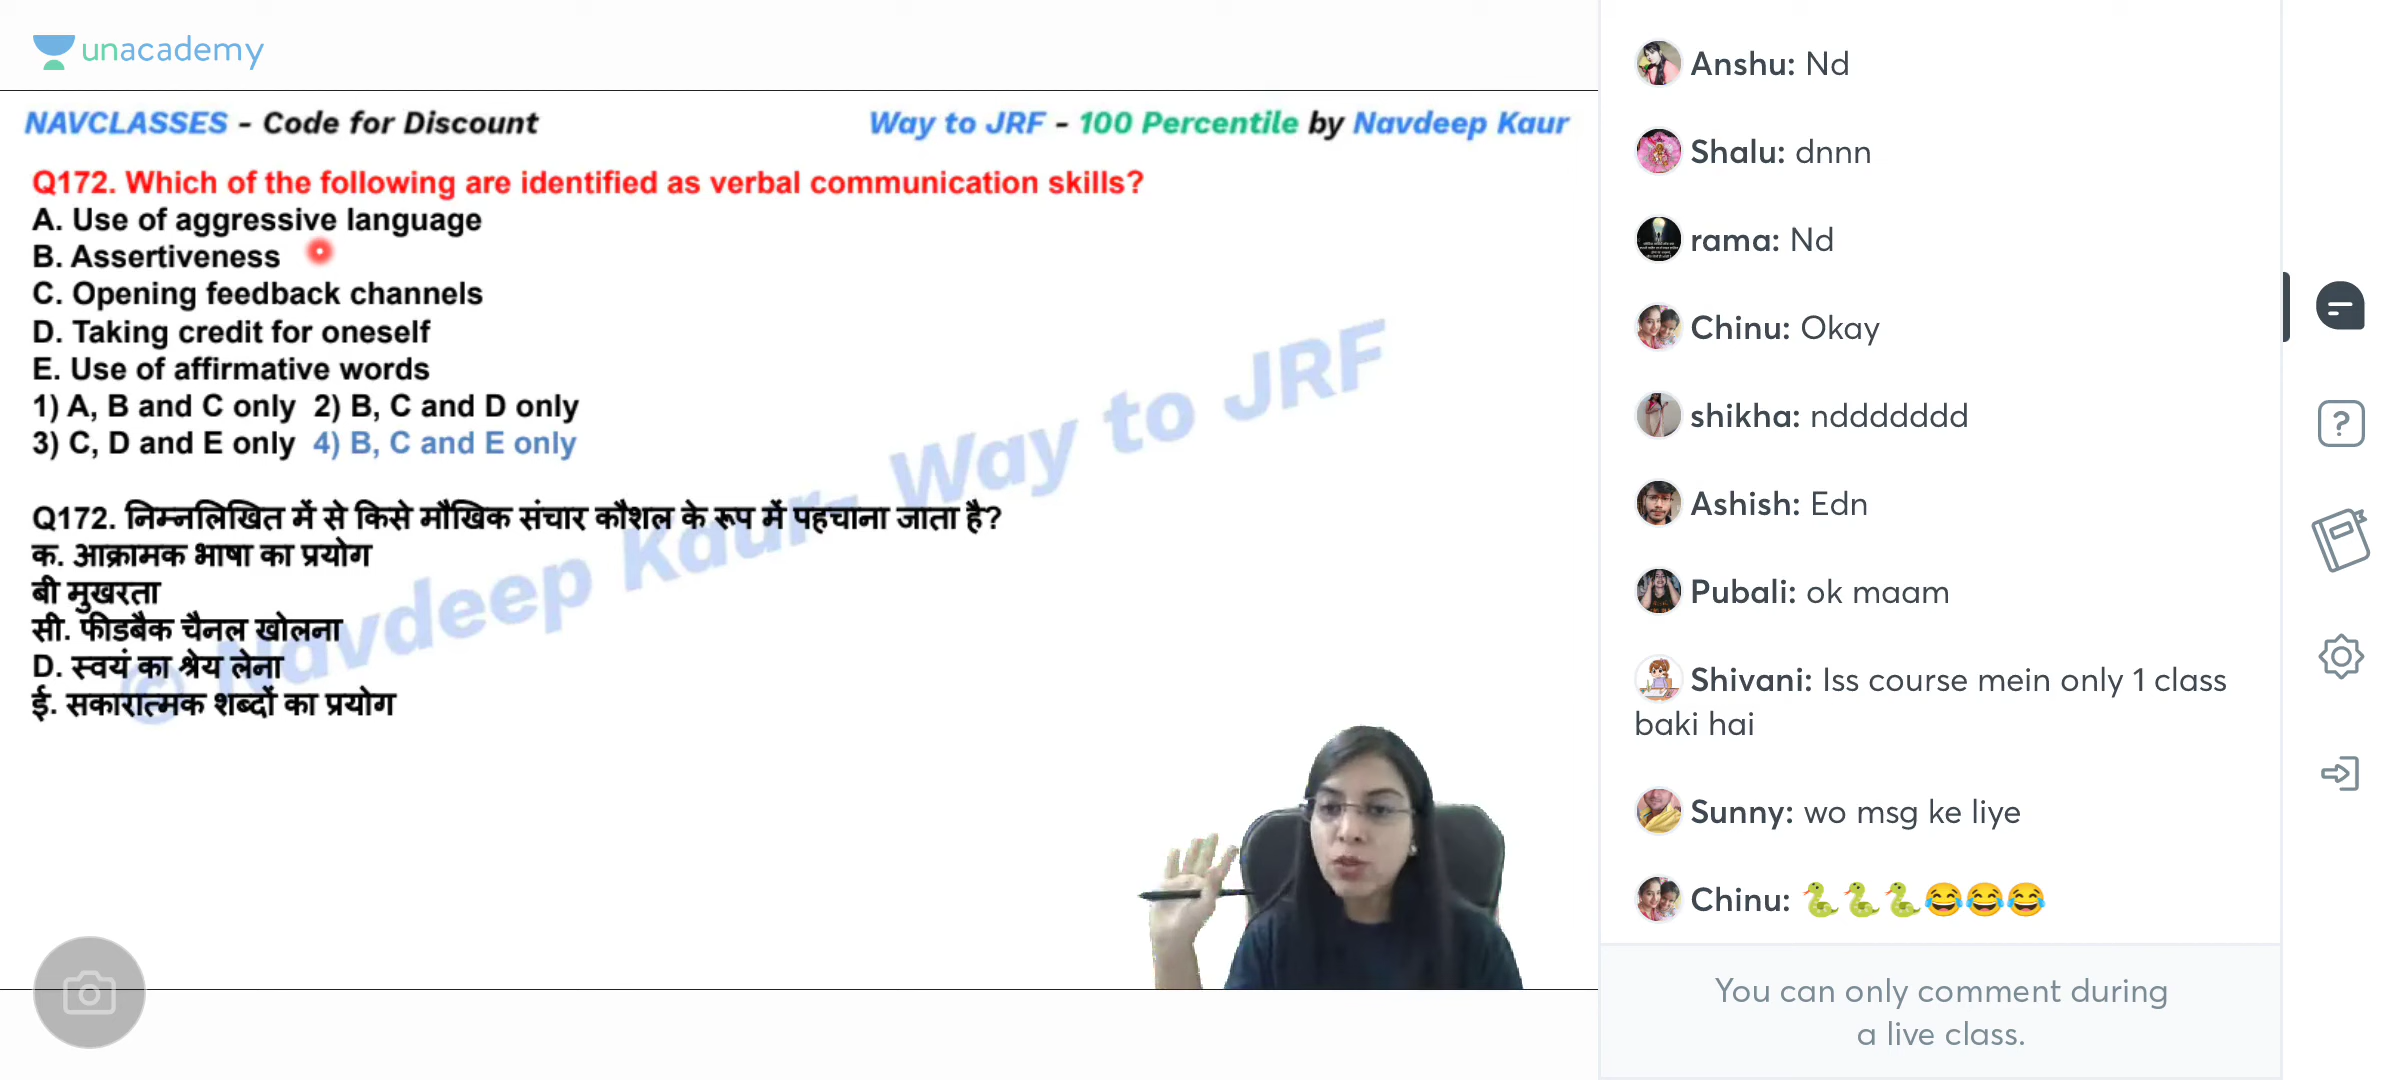 unacademy
NAVCLASSES - Code for Discount
Way to JRF - 100 Percentile by Navdeep Kaur
Q172. Which of the following are identified as verbal communication skills?
A. Use of aggressive language
B. Assertiveness
C. Opening feedback channels
D. Taking credit for oneself
E. Use of affirmative words
1) A, B and C only 2) B, C and D only
3) C, D and E only 4) B, C and E only
Q172. निम्नलिखित में से किसे मौखिक संचार कौशल के रूप में पहचाना जाता है?
क. आक्रामक भाषा का प्रयोग
बी मुखरता
सी. फीडबैक चैनल खोलना
D. स्वयं का श्रेय लेना
ई. सकारात्मक शब्दों का प्रयोग
© Navdeep Kaur- Way to JRF
Anshu: Nd
Shalu: dnnn
rama: Nd
Chinu: Okay
shikha: nddddddd
Ashish: Edn
Pubali: ok maam
Shivani: Iss course mein only 1 class
baki hai
Sunny: wo msg ke liye
Chinu: 🐍🐍🐍😂😂😂
You can only comment during
a live class.